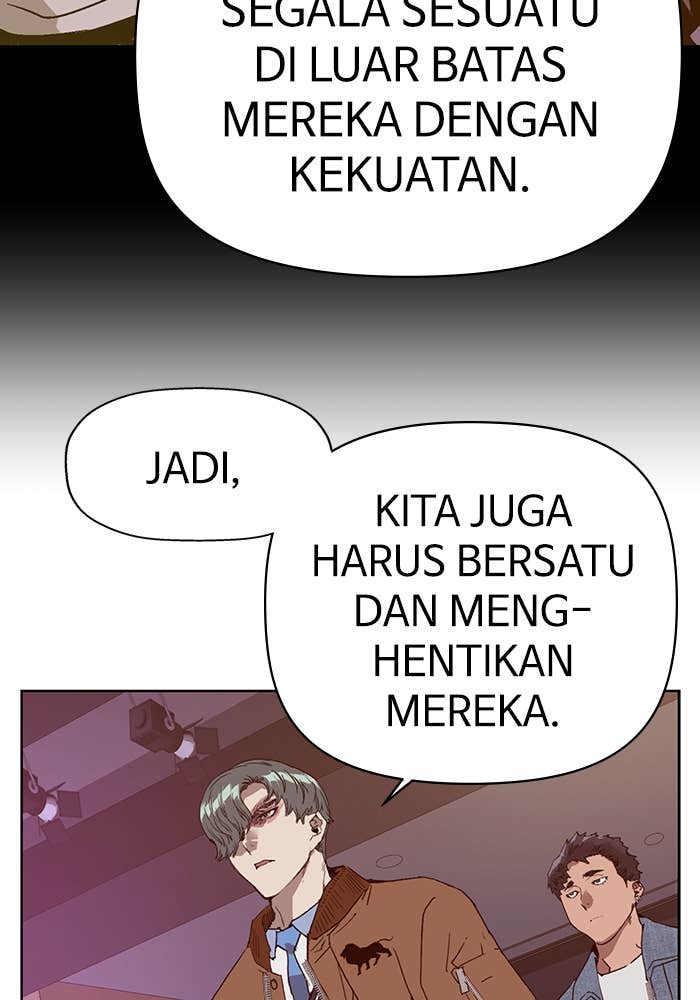 SEGALA SESUATU
DI LUAR BATAS
MEREKA DENGAN
KEKUATAN.
JADI,
KITA JUGA
HARUS BERSATU
DAN MENG-
HENTIKAN
MEREKA.